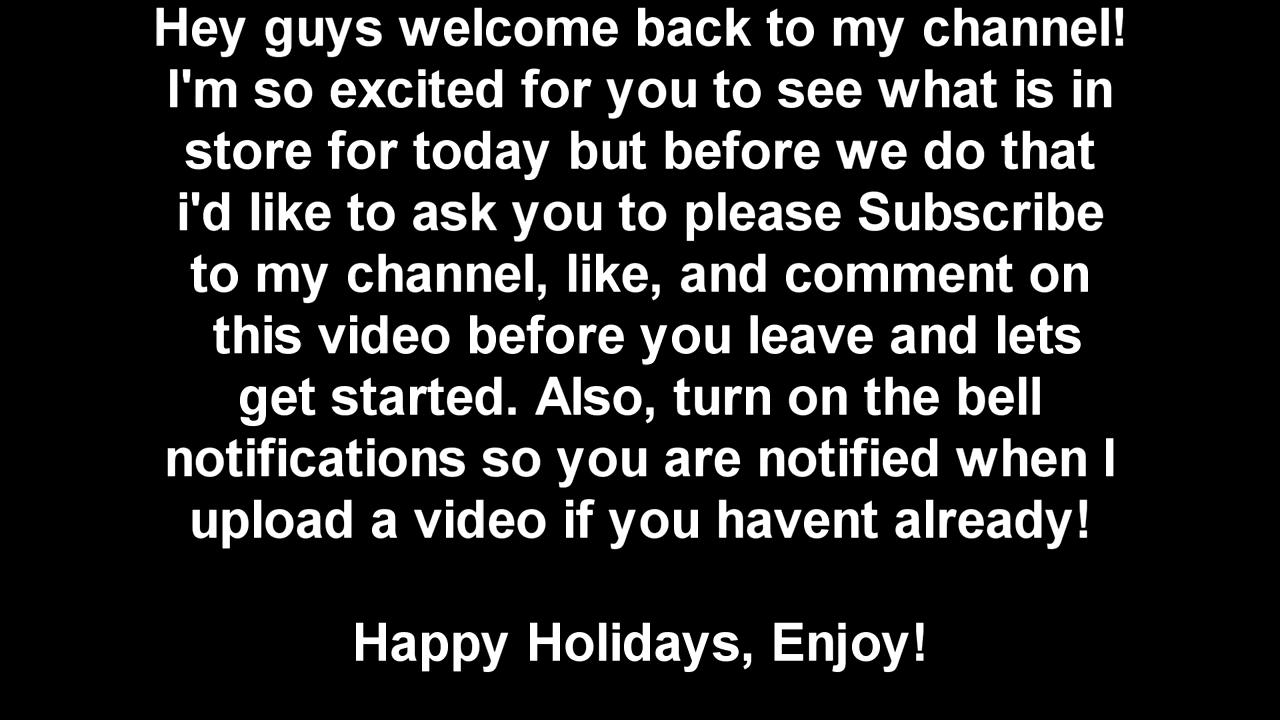 Hey guys welcome back to my channel!
I'm so excited for you to see what is in
store for today but before we do that
i'd like to ask you to please Subscribe
to my channel, like, and comment on
this video before you leave and lets
get started. Also, turn on the bell
notifications so you are notified when I
upload a video if you havent already!
Happy Holidays, Enjoy!